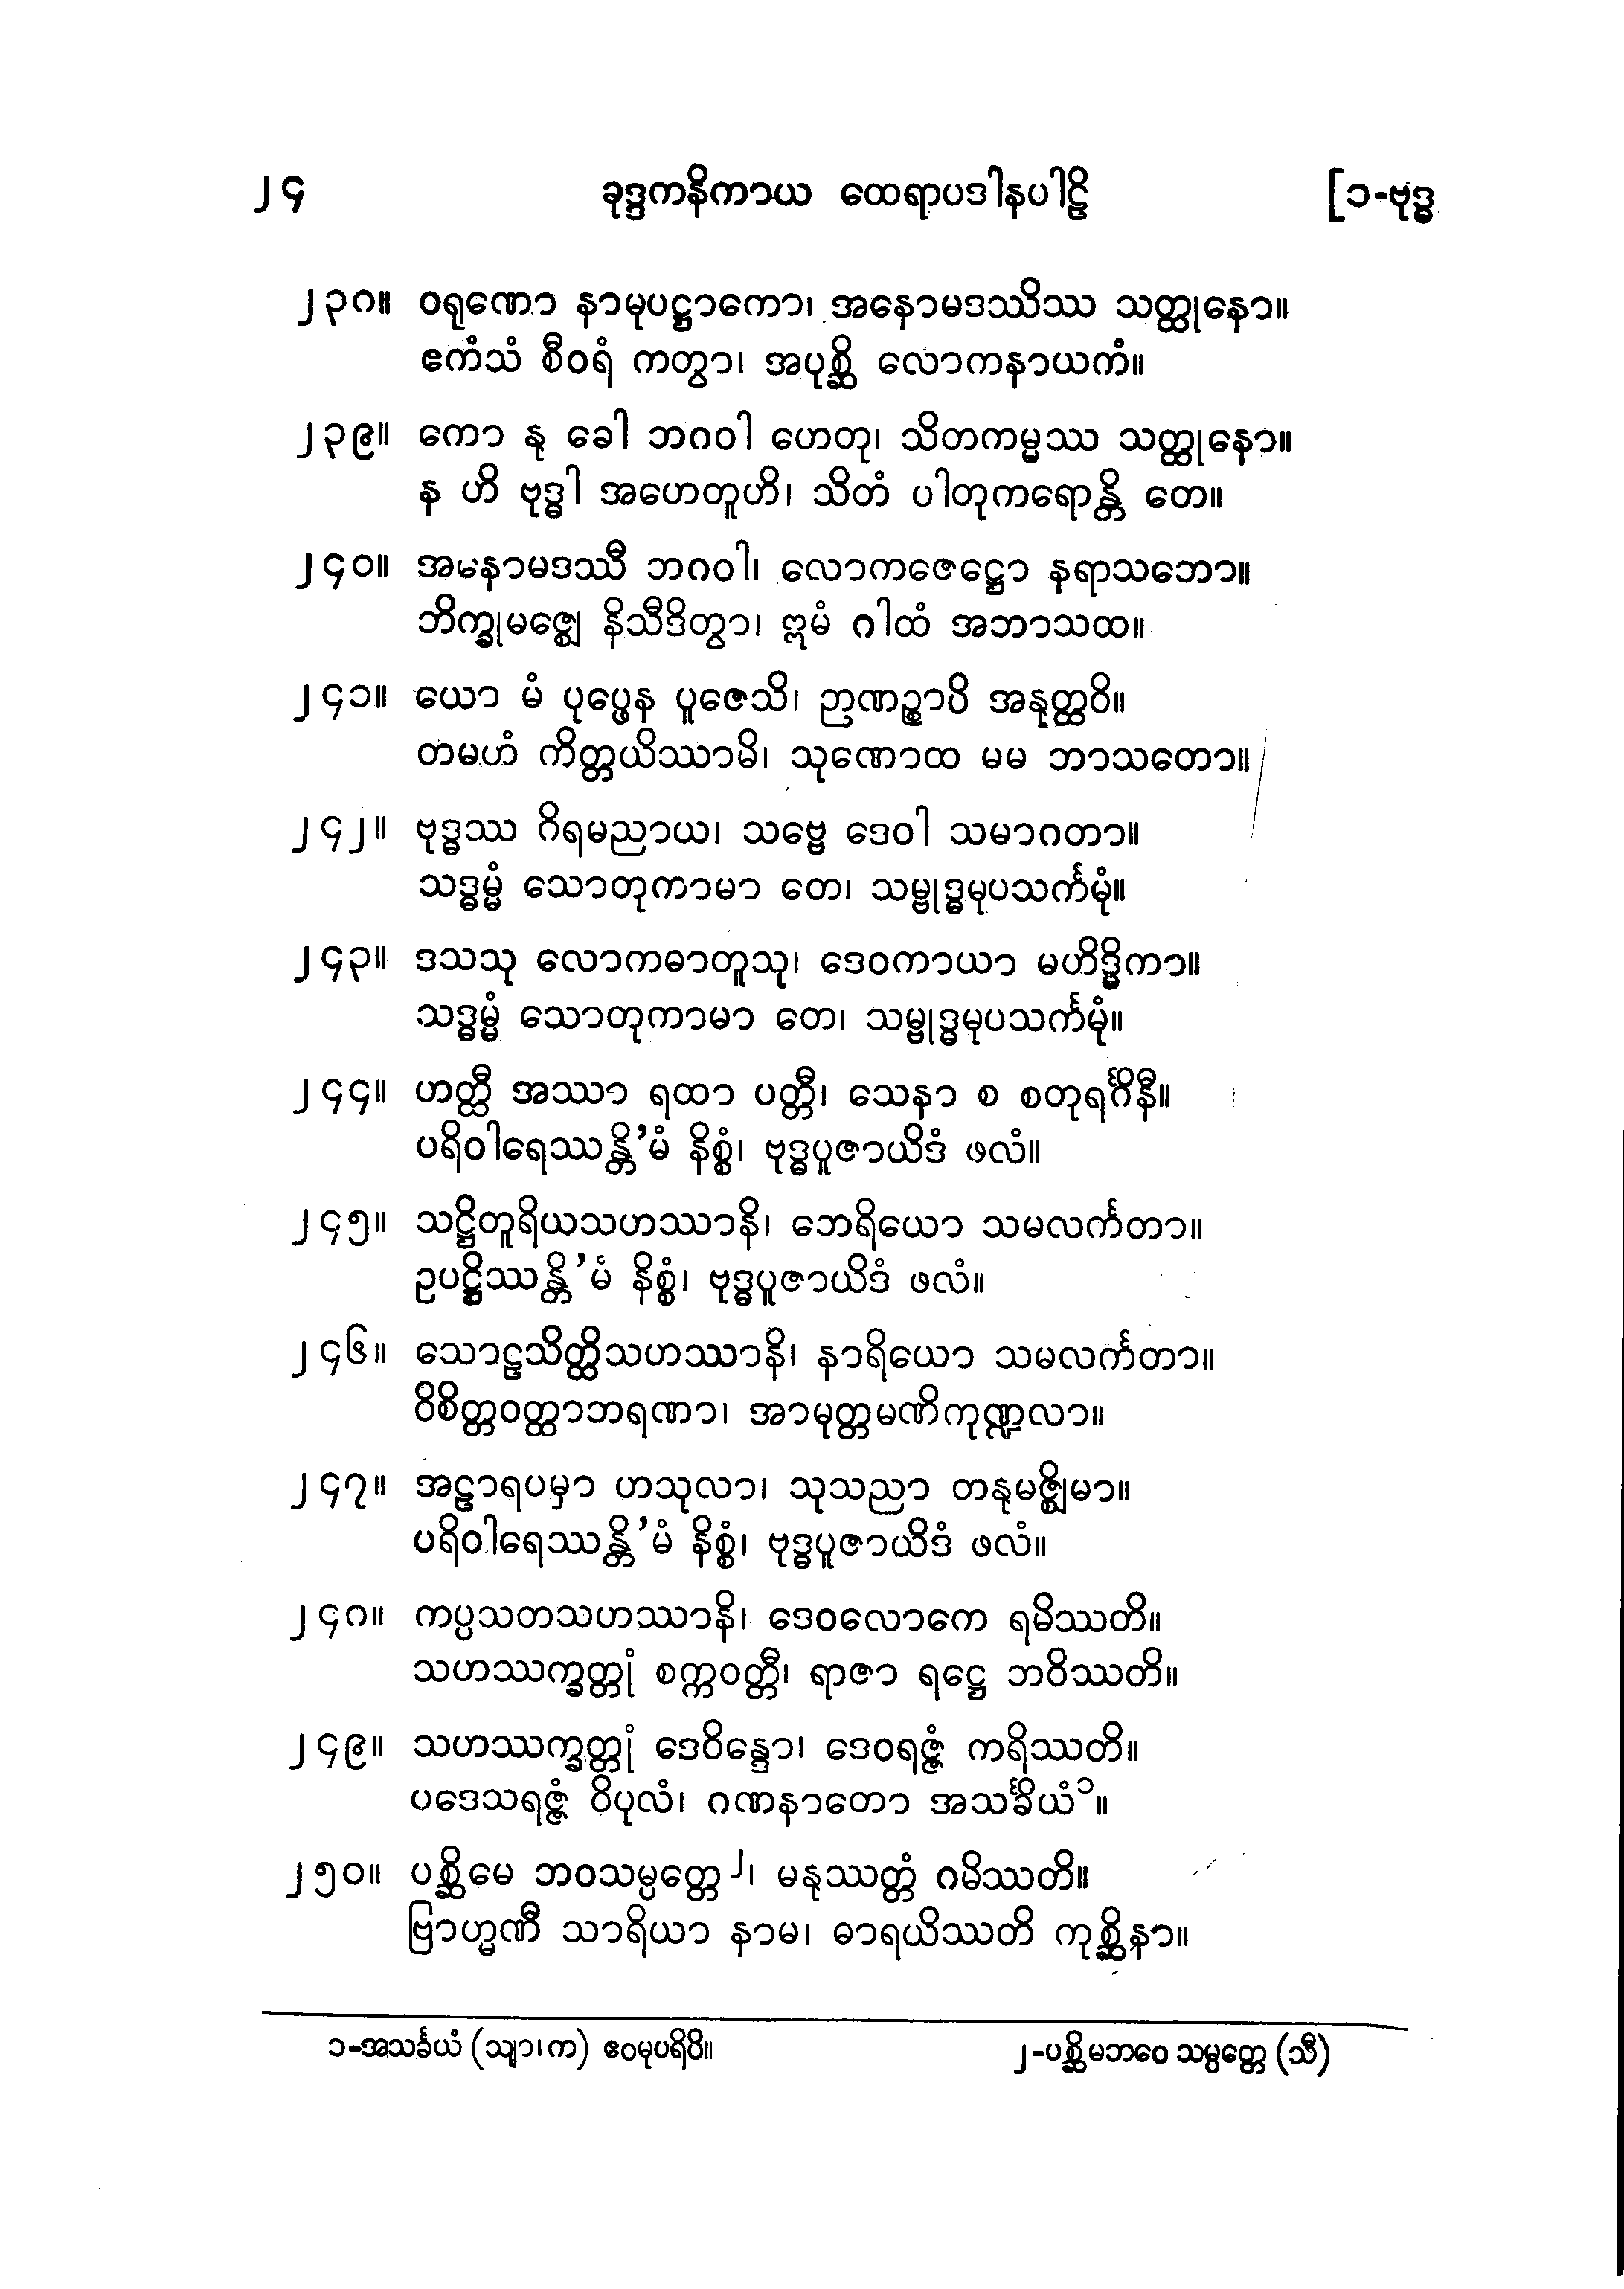 ၂၄ ခုဒ္ဒကနိကာယ ထေရာပဒါနပါဠိ [၁-ဗုဒ္ဓ
၂၃၈။ ဝရုဏော နာမုပဋ္ဌာကော၊ အနောမဒဿိဿ သတ္ထုနော။
ဧကံသံ စီဝရံ ကတွာ၊ အပုစ္ဆိ လောကနာယကံ။
၂၃၉။ ကော နု ခေါ ဘဂဝါ ဟေတု၊ သိတကမ္မဿ သတ္ထုနော။
န ဟိ ဗုဒ္ဓါ အဟေတူဟိ၊ သိတံ ပါတုကရောန္တိ တေ။
၂၄၀။ အနောမဒဿီ ဘဂဝါ၊ လောကဇေဋ္ဌော နရာသဘော။
ဘိက္ခုမဇ္ဈေ နိသီဒိတွာ၊ ဣမံ ဂါထံ အဘာသထ။
၂၄၁။ ယော မံ ပုပ္ဖေန ပူဇေသိ၊ ဉာဏဉ္စာပိ အနုတ္ထဝိ။
တမဟံ ကိတ္တယိဿာမိ၊ သုဏောထ မမ ဘာသတော။
၂၄၂။ ဗုဒ္ဓဿ ဂိရမညာယ၊ သဗ္ဗေ ဒေဝါ သမာဂတာ။
သဒ္ဓမ္မံ သောတုကာမာ တေ၊ သမ္ဗုဒ္ဓမုပသင်္ကမုံ။
၂၄၃။ ဒသသု လောကဓာတူသု၊ ဒေဝကာယာ မဟိဒ္ဓိကာ။
သဒ္ဓမ္မံ သောတုကာမာ တေ၊ သမ္ဗုဒ္ဓမုပသင်္ကမုံ။
၂၄၄။ ဟတ္ထီ အဿာ ရထာ ပတ္တီ၊ သေနာ စ စတုရင်္ဂိနီ။
ပရိဝါရေဿန္တိ’မံ နိစ္စံ၊ ဗုဒ္ဓပူဇာယိဒံ ဖလံ။
၂၄၅။ သဋ္ဌိတူရိယသဟဿာနိ၊ ဘေရိယော သမလင်္ကတာ။
ဥပဋ္ဌိဿန္တိ’မံ နိစ္စံ၊ ဗုဒ္ဓပူဇာယိဒံ ဖလံ။
၂၄၆။ သောဠသိတ္ထိသဟဿာနိ၊ နာရိယော သမလင်္ကတာ။
ဝိစိတ္တဝတ္ထာဘရဏာ၊ အာမုတ္တမဏိကုဏ္ဍလာ။
၂၄၇။ အဠာရပမှာ ဟသုလာ၊ သုသညာ တနုမဇ္ဈိမာ။
ပရိဝါရေဿန္တိ’မံ နိစ္စံ၊ ဗုဒ္ဓပူဇာယိဒံ ဖလံ။
၂၄၈။ ကပ္ပသတသဟဿာနိ၊ ဒေဝလောကေ ရမိဿတိ။
သဟဿက္ခတ္တုံ စက္ကဝတ္တီ၊ ရာဇာ ရဋ္ဌေ ဘဝိဿတိ။
၂၄၉။ သဟဿက္ခတ္တုံ ဒေဝိန္ဒော၊ ဒေဝရဇ္ဇံ ကရိဿတိ။
ပဒေသရဇ္ဇံ ဝိပုလံ၊ ဂဏနာတော အသင်္ခိယံ၁။
၂၅၀။ ပစ္ဆိမေ ဘဝသမ္ပတ္တေ၂၊ မနုဿတ္တံ ဂမိဿတိ။
ဗြာဟ္မဏီ သာရိယာ နာမ၊ ဓာရယိဿတိ ကုစ္ဆိနာ။
၁-အသင်္ခယံ (သျာ၊က) ဧဝမုပရိပိ။ ၂-ပစ္ဆိမဘဝေ သမ္ပတ္တေ (သီ)